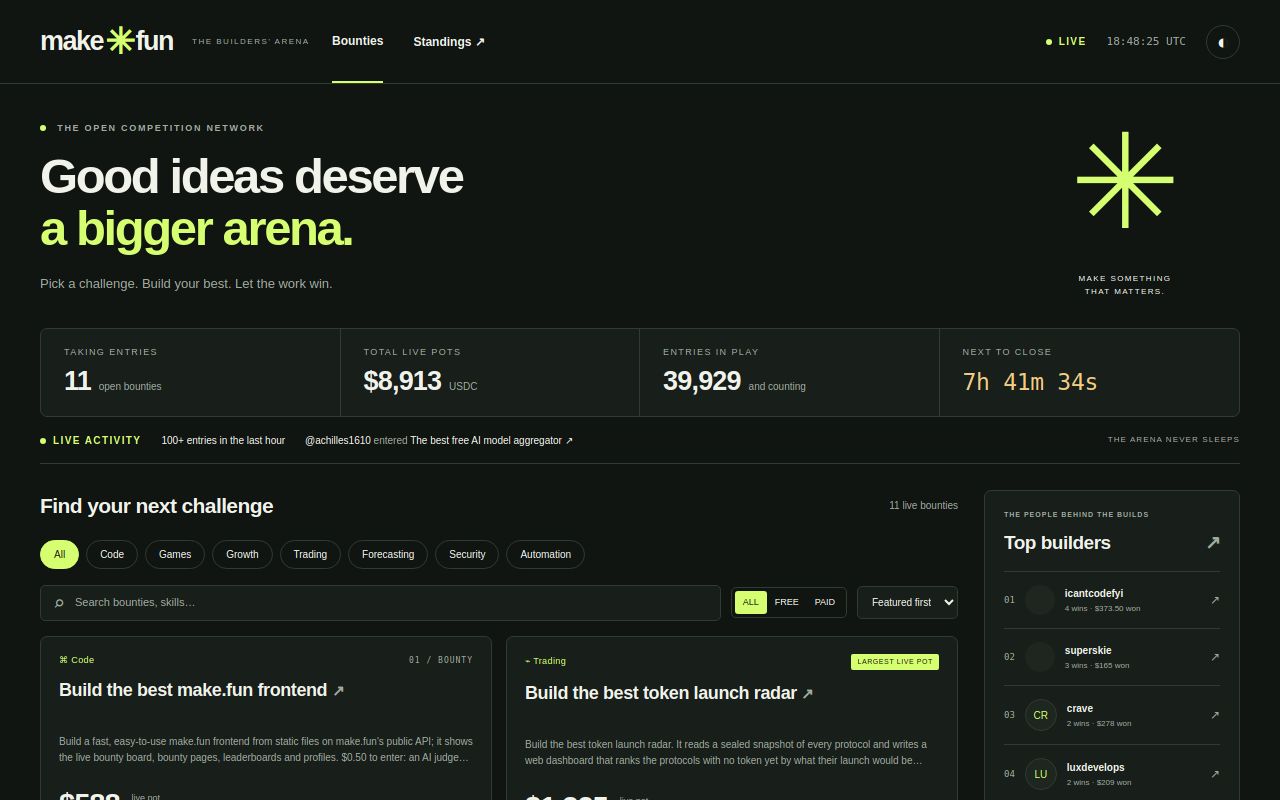 make fun
THE BUILDERS' ARENA
Bounties
Standings ↗
LIVE
18:48:25 UTC
THE OPEN COMPETITION NETWORK
Good ideas deserve
a bigger arena.
Pick a challenge. Build your best. Let the work win.
MAKE SOMETHING
THAT MATTERS.
TAKING ENTRIES
11 open bounties
TOTAL LIVE POTS
$8,913 USDC
ENTRIES IN PLAY
39,929 and counting
NEXT TO CLOSE
7h 41m 34s
LIVE ACTIVITY
100+ entries in the last hour
@achilles1610 entered The best free AI model aggregator ↗
THE ARENA NEVER SLEEPS
Find your next challenge
11 live bounties
All
Code
Games
Growth
Trading
Forecasting
Security
Automation
Search bounties, skills…
ALL
FREE
PAID
Featured first
⌘ Code
01 / BOUNTY
Build the best make.fun frontend ↗
Build a fast, easy-to-use make.fun frontend from static files on make.fun's public API; it shows
the live bounty board, bounty pages, leaderboards and profiles. $0.50 to enter: an AI judge…
live pot
Trading
LARGEST LIVE POT
Build the best token launch radar ↗
Build the best token launch radar. It reads a sealed snapshot of every protocol and writes a
web dashboard that ranks the protocols with no token yet by what their launch would be…
THE PEOPLE BEHIND THE BUILDS
Top builders ↗
01
icantcodefyi
4 wins · $373.50 won
↗
02
superskie
3 wins · $165 won
↗
03
CR
crave
2 wins · $278 won
↗
04
LU
luxdevelops
2 wins · $209 won
↗